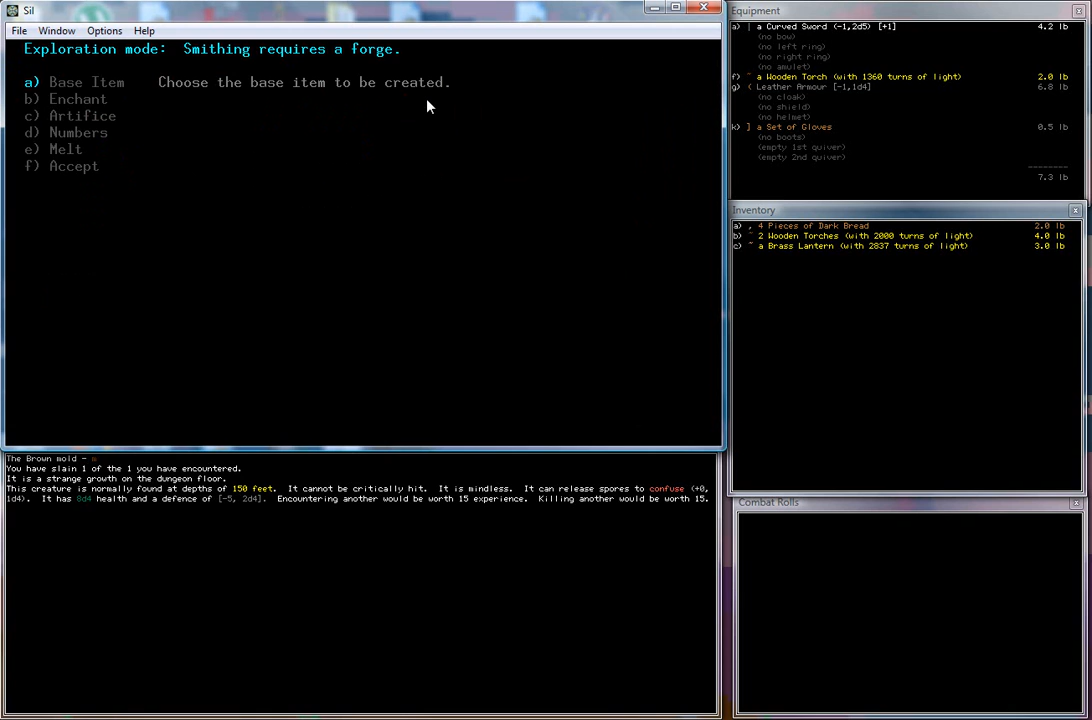 Sil
File Window Options Help
Exploration mode: Smithing requires a forge.
a) Base Item Choose the base item to be created.
b) Enchant
c) Artifice
d) Numbers
e) Melt
f) Accept
Equipment
a) | a Curved Sword (-1,2d5) [+1] 4.2 lb
(no bow)
(no left ring)
(no right ring)
(no amulet)
f) ~ a Wooden Torch (with 1360 turns of light) 2.0 lb
g) ( Leather Armour [-1,1d4] 6.8 lb
(no cloak)
(no shield)
(no helmet)
k) ] a Set of Gloves 0.5 lb
(no boots)
(empty 1st quiver)
(empty 2nd quiver)
--------
7.3 lb
Inventory
a) , 4 Pieces of Dark Bread 2.0 lb
b) ~ 2 Wooden Torches (with 2000 turns of light) 4.0 lb
c) ~ a Brass Lantern (with 2837 turns of light) 3.0 lb
The Brown mold - m
You have slain 1 of the 1 you have encountered.
It is a strange growth on the dungeon floor.
This creature is normally found at depths of 150 feet. It cannot be critically hit. It is mindless. It can release spores to confuse (+0,
1d4). It has 8d4 health and a defence of [-5, 2d4]. Encountering another would be worth 15 experience. Killing another would be worth 15.
Combat Rolls